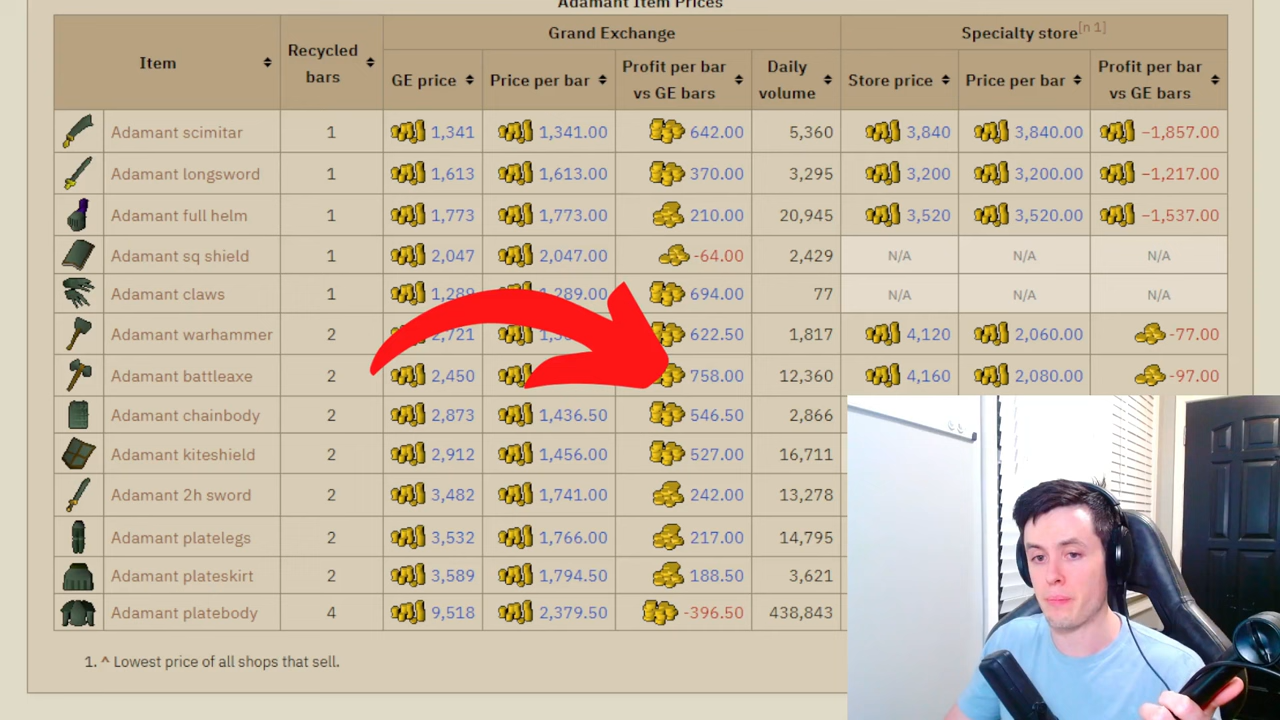 Adamant Item Prices
Item Recycled bars Grand Exchange Specialty store[n 1]
GE price Price per bar Profit per bar vs GE bars Daily volume Store price Price per bar Profit per bar vs GE bars
Adamant scimitar 1 1,341 1,341.00 642.00 5,360 3,840 3,840.00 −1,857.00
Adamant longsword 1 1,613 1,613.00 370.00 3,295 3,200 3,200.00 −1,217.00
Adamant full helm 1 1,773 1,773.00 210.00 20,945 3,520 3,520.00 −1,537.00
Adamant sq shield 1 2,047 2,047.00 -64.00 2,429 N/A N/A N/A
Adamant claws 1 1,289 1,289.00 694.00 77 N/A N/A N/A
Adamant warhammer 2 2,721 622.50 1,817 4,120 2,060.00 -77.00
Adamant battleaxe 2 2,450 758.00 12,360 4,160 2,080.00 -97.00
Adamant chainbody 2 2,873 1,436.50 546.50 2,866
Adamant kiteshield 2 2,912 1,456.00 527.00 16,711
Adamant 2h sword 2 3,482 1,741.00 242.00 13,278
Adamant platelegs 2 3,532 1,766.00 217.00 14,795
Adamant plateskirt 2 3,589 1,794.50 188.50 3,621
Adamant platebody 4 9,518 2,379.50 -396.50 438,843
1. ^ Lowest price of all shops that sell.